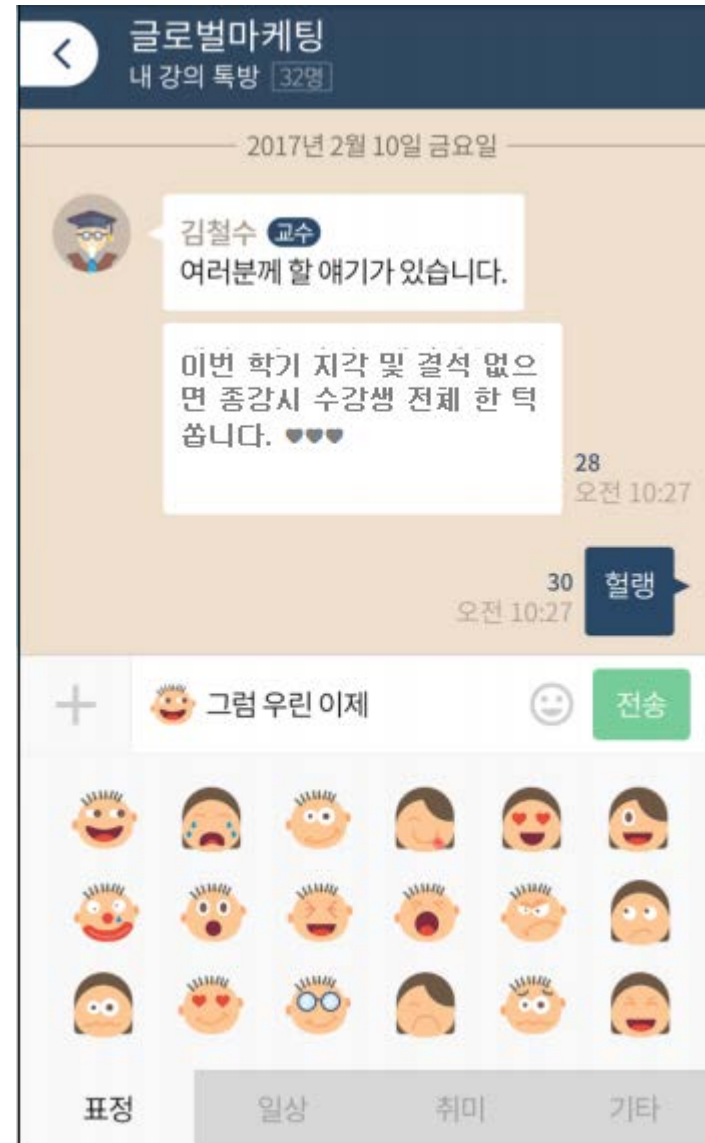 글로벌마케팅
내 강의 톡방 32명
2017년 2월 10일 금요일
김철수 교수
여러분께 할 얘기가 있습니다.
이번 학기 지각 및 결석 없으
면 종강시 수강생 전체 한 턱
쏩니다. ♥♥♥
28
오전 10:27
30
오전 10:27
헐랭
그럼 우린 이제
전송
표정 일상 취미 기타